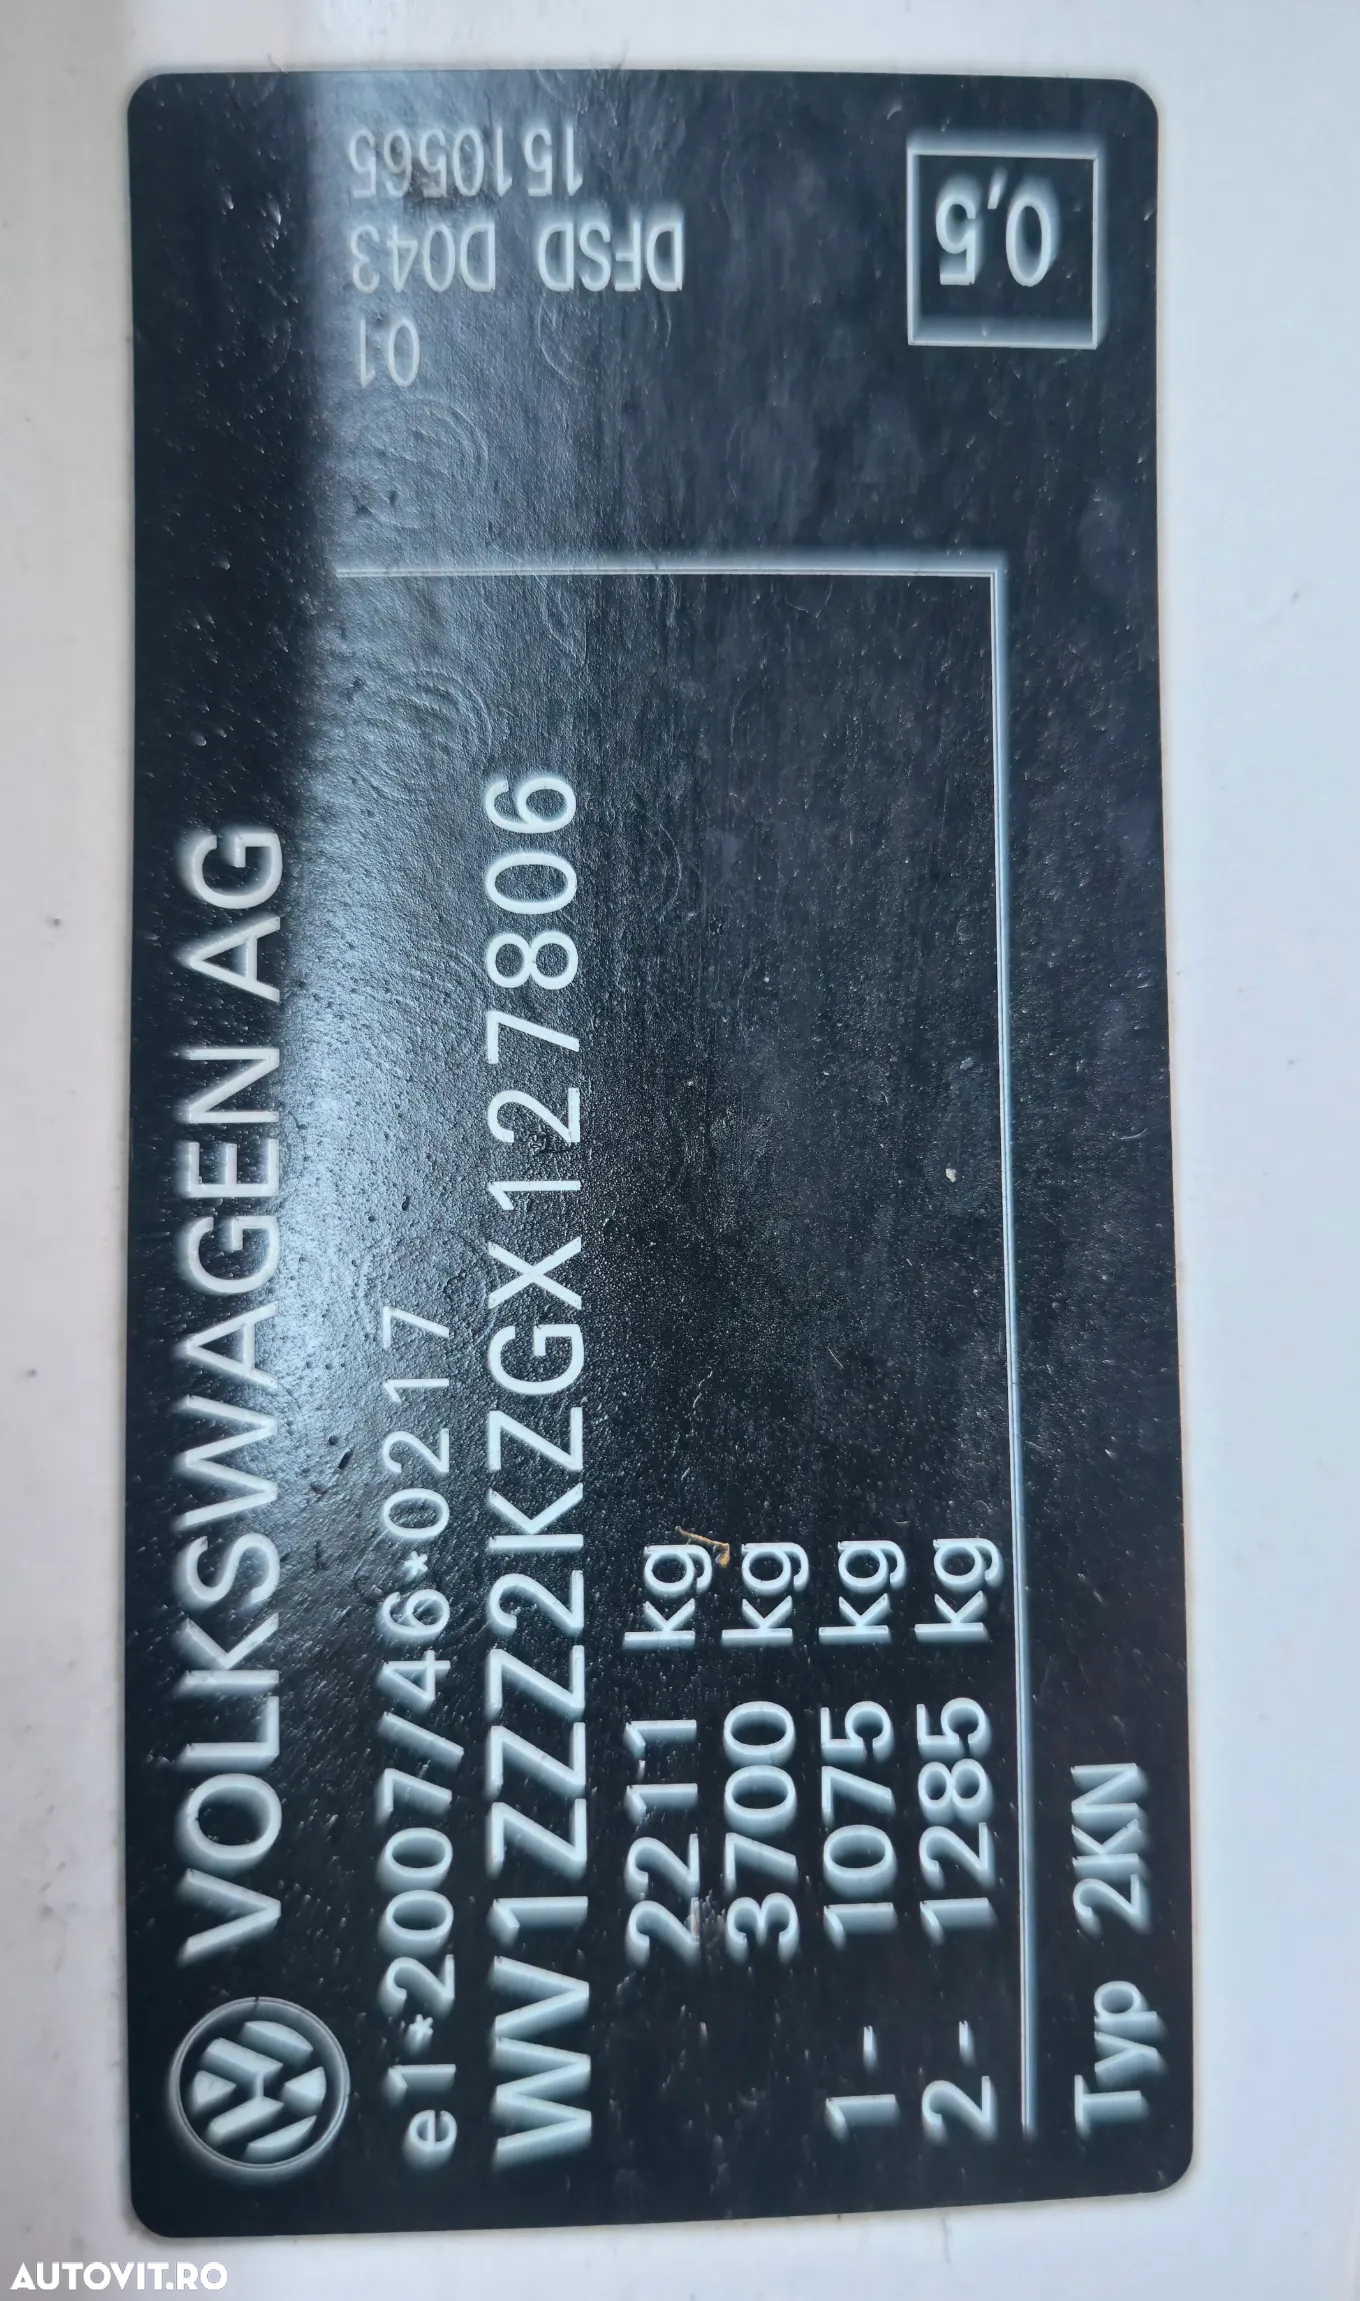 VOLKSWAGEN AG
e1*2007/46*0217
WV1ZZZ2KZGX127806
2211 kg
3700 kg
1- 1075 kg
2- 1285 kg
Typ 2KN
0,5
DFSD D043 01
1510565
AUTOVIT.RO